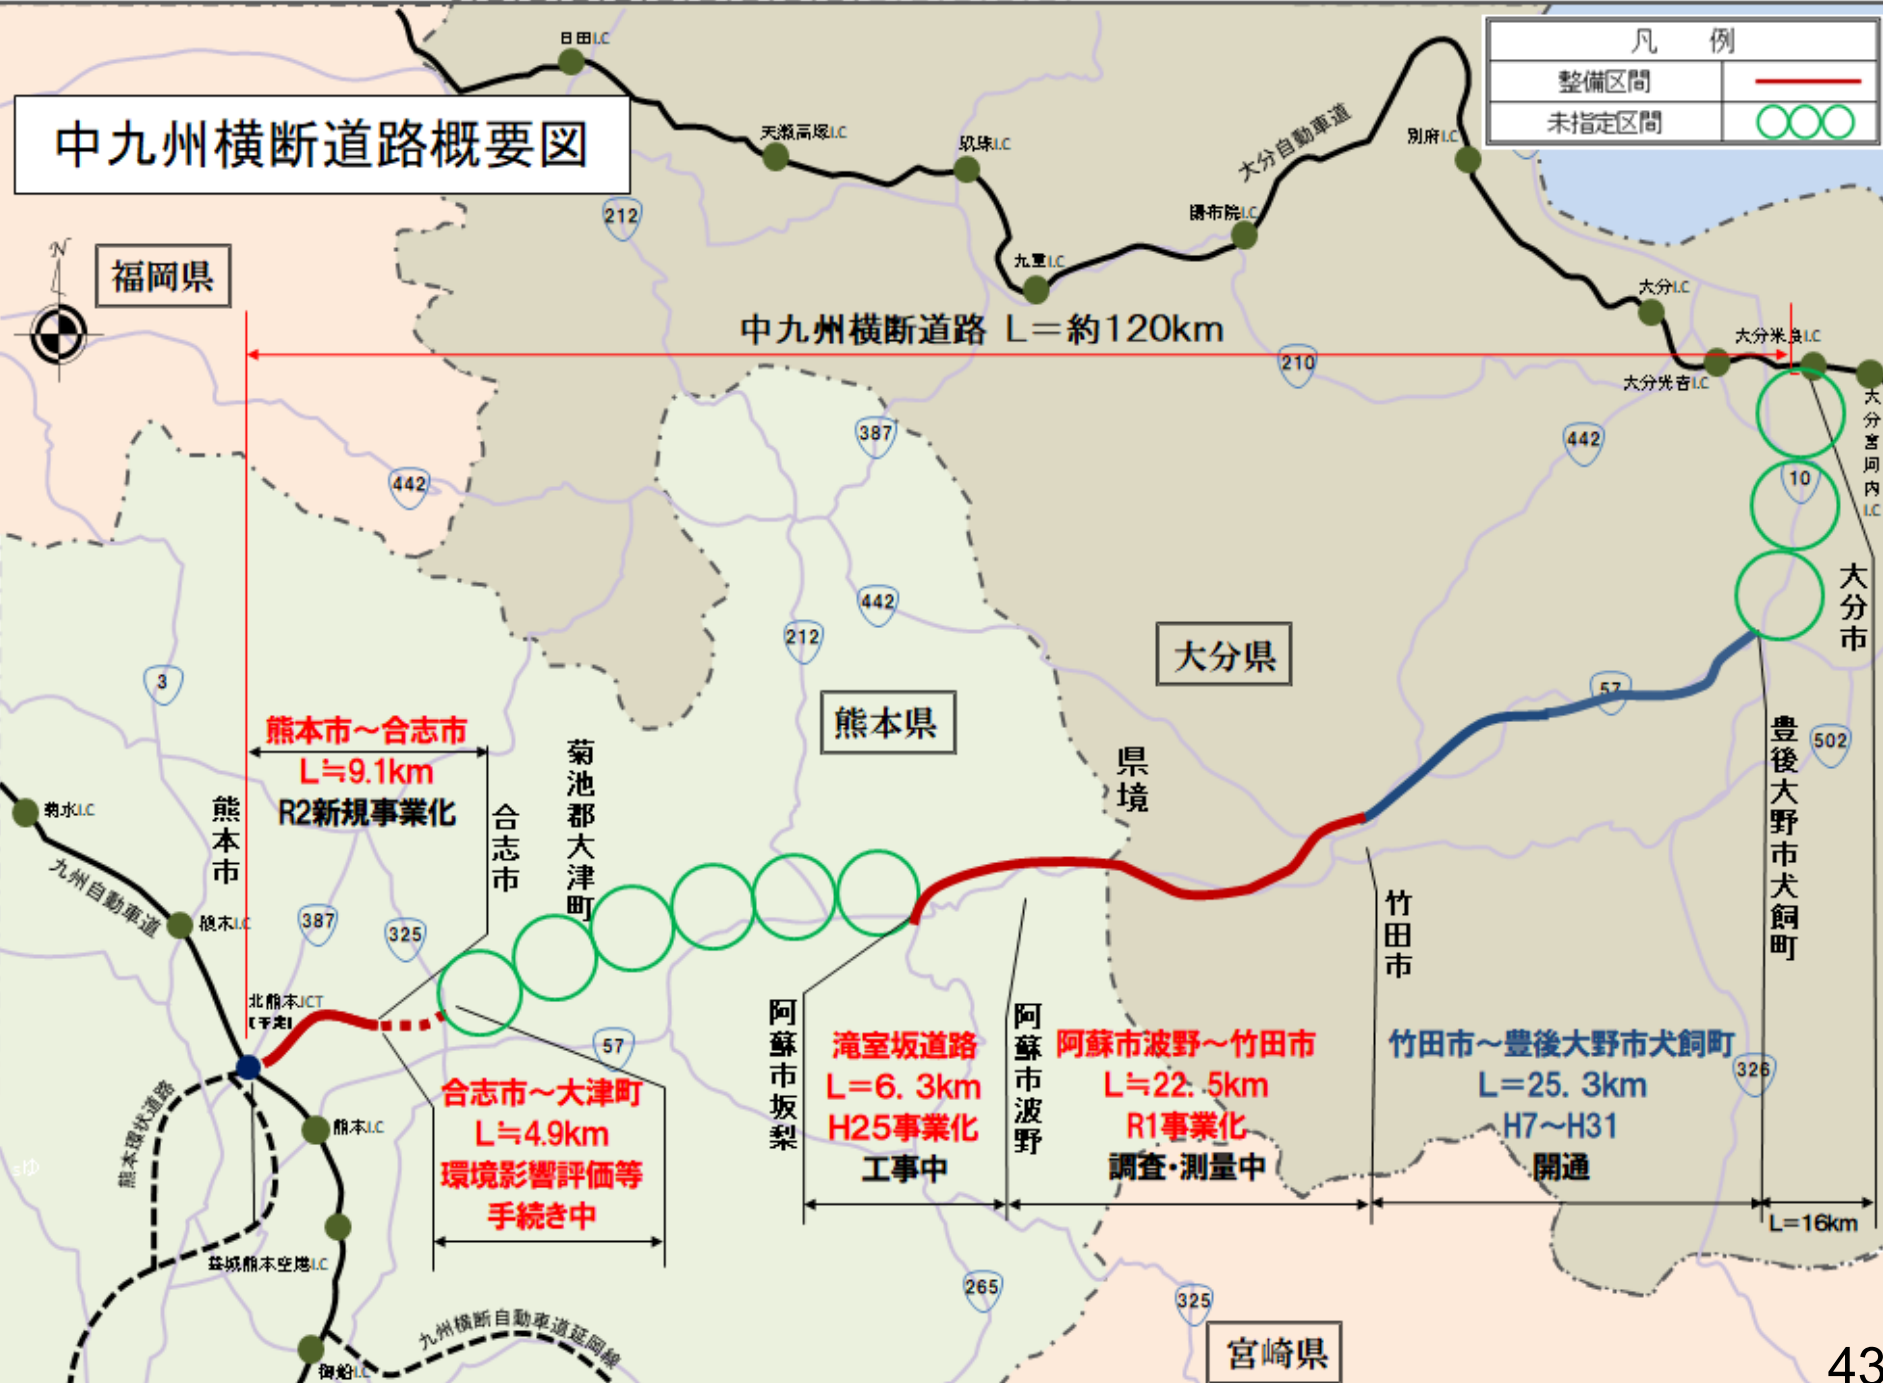 中九州横断道路概要図
凡 例
整備区間
未指定区間
日田I.C
天瀬高塚I.C
玖珠I.C
九重I.C
湯布院I.C
大分自動車道
別府I.C
大分I.C
大分光吉I.C
大分米良I.C
大分宮河内I.C
N
福岡県
中九州横断道路 L=約120km
212
210
387
442
442
10
442
212
3
大分県
熊本県
県境
57
502
大分市
豊後大野市犬飼町
竹田市
熊本市~合志市
L≒9.1km
R2新規事業化
熊本市
合志市
菊池郡大津町
菊水I.C
九州自動車道
植木I.C
387
325
北熊本JCT
(予定)
57
326
熊本環状道路
熊本I.C
益城熊本空港I.C
御船I.C
九州横断自動車道延岡線
合志市~大津町
L≒4.9km
環境影響評価等
手続き中
阿蘇市坂梨
滝室坂道路
L=6. 3km
H25事業化
工事中
阿蘇市波野
阿蘇市波野~竹田市
L≒22. 5km
R1事業化
調査・測量中
竹田市~豊後大野市犬飼町
L=25. 3km
H7~H31
開通
L=16km
265
325
宮崎県
sゆ
43